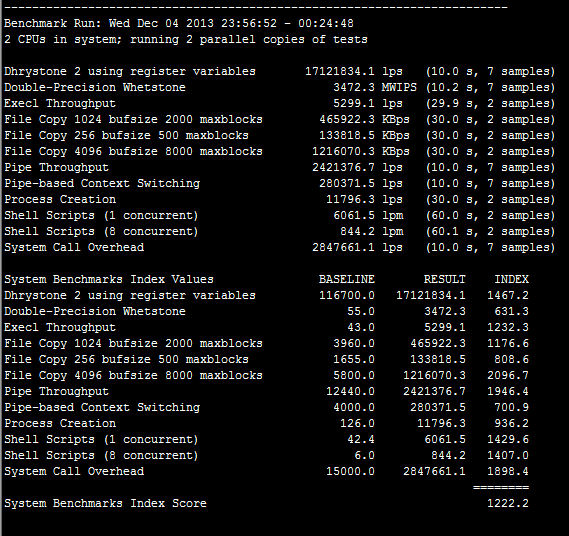 ------------------------------------------------------------------------
Benchmark Run: Wed Dec 04 2013 23:56:52 - 00:24:48
2 CPUs in system; running 2 parallel copies of tests
Dhrystone 2 using register variables 17121834.1 lps (10.0 s, 7 samples)
Double-Precision Whetstone 3472.3 MWIPS (10.2 s, 7 samples)
Execl Throughput 5299.1 lps (29.9 s, 2 samples)
File Copy 1024 bufsize 2000 maxblocks 465922.3 KBps (30.0 s, 2 samples)
File Copy 256 bufsize 500 maxblocks 133818.5 KBps (30.0 s, 2 samples)
File Copy 4096 bufsize 8000 maxblocks 1216070.3 KBps (30.0 s, 2 samples)
Pipe Throughput 2421376.7 lps (10.0 s, 7 samples)
Pipe-based Context Switching 280371.5 lps (10.0 s, 7 samples)
Process Creation 11796.3 lps (30.0 s, 2 samples)
Shell Scripts (1 concurrent) 6061.5 lpm (60.0 s, 2 samples)
Shell Scripts (8 concurrent) 844.2 lpm (60.1 s, 2 samples)
System Call Overhead 2847661.1 lps (10.0 s, 7 samples)
System Benchmarks Index Values BASELINE RESULT INDEX
Dhrystone 2 using register variables 116700.0 17121834.1 1467.2
Double-Precision Whetstone 55.0 3472.3 631.3
Execl Throughput 43.0 5299.1 1232.3
File Copy 1024 bufsize 2000 maxblocks 3960.0 465922.3 1176.6
File Copy 256 bufsize 500 maxblocks 1655.0 133818.5 808.6
File Copy 4096 bufsize 8000 maxblocks 5800.0 1216070.3 2096.7
Pipe Throughput 12440.0 2421376.7 1946.4
Pipe-based Context Switching 4000.0 280371.5 700.9
Process Creation 126.0 11796.3 936.2
Shell Scripts (1 concurrent) 42.4 6061.5 1429.6
Shell Scripts (8 concurrent) 6.0 844.2 1407.0
System Call Overhead 15000.0 2847661.1 1898.4
========
System Benchmarks Index Score 1222.2